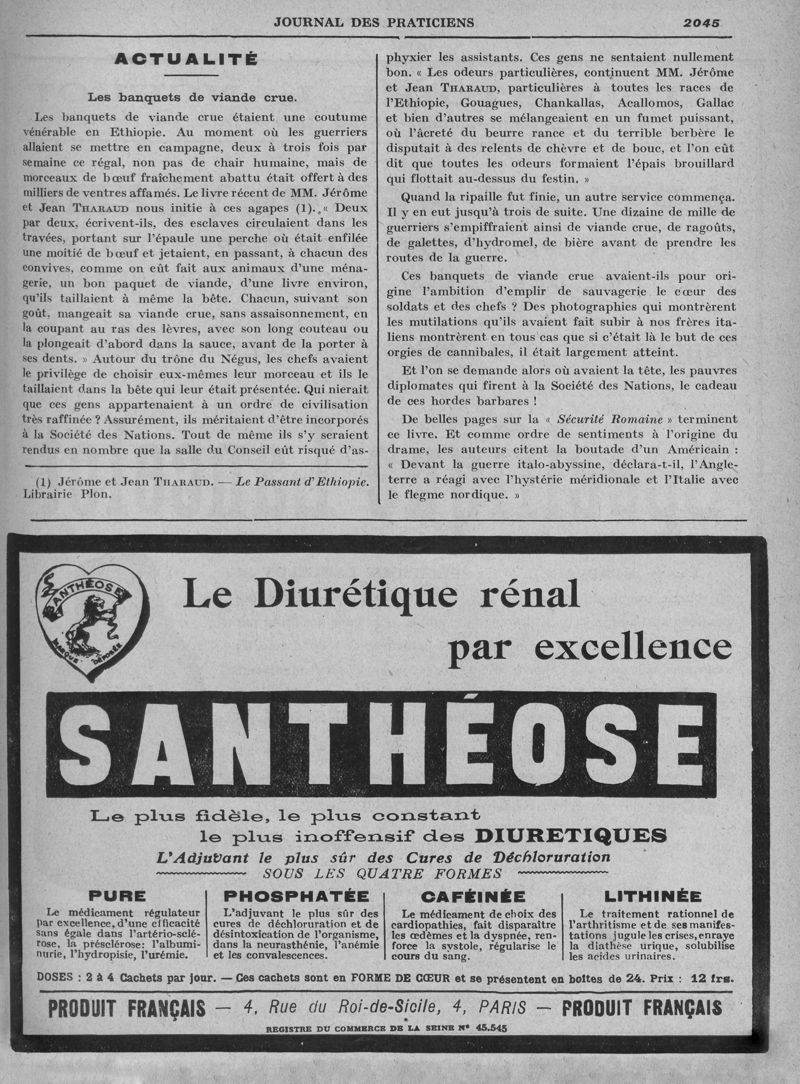 JOURNAL DES PRATICIENS 2045
ACTUALITÉ
Les banquets de viande crue.
Les banquets de viande crue étaient une coutume
vénérable en Ethiopie. Au moment où les guerriers
allaient se mettre en campagne, deux à trois fois par
semaine ce régal, non pas de chair humaine, mais de
morceaux de bœuf fraîchement abattu était offert à des
milliers de ventres affamés. Le livre récent de MM. Jérôme
et Jean THARAUD nous initie à ces agapes (1). « Deux
par deux, écrivent-ils, des esclaves circulaient dans les
travées, portant sur l'épaule une perche où était enfilée
une moitié de bœuf et jetaient, en passant, à chacun des
convives, comme on eût fait aux animaux d'une ména-
gerie, un bon paquet de viande, d'une livre environ,
qu'ils taillaient à même la bête. Chacun, suivant son
goût, mangeait sa viande crue, sans assaisonnement, en
la coupant au ras des lèvres, avec son long couteau ou
la plongeait d'abord dans la sauce, avant de la porter à
ses dents. » Autour du trône du Négus, les chefs avaient
le privilège de choisir eux-mêmes leur morceau et ils le
taillaient dans la bête qui leur était présentée. Qui nierait
que ces gens appartenaient à un ordre de civilisation
très raffinée ? Assurément, ils méritaient d'être incorporés
à la Société des Nations. Tout de même ils s'y seraient
rendus en nombre que la salle du Conseil eût risqué d'as-
(1) Jérôme et Jean THARAUD. — Le Passant d'Ethiopie.
Librairie Plon.
phyxier les assistants. Ces gens ne sentaient nullement
bon. « Les odeurs particulières, continuent MM. Jérôme
et Jean THARAUD, particulières à toutes les races de
l'Ethiopie, Gouagues, Chankallas, Acallomos, Gallac
et bien d'autres se mélangeaient en un fumet puissant,
où l'âcreté du beurre rance et du terrible berbère le
disputait à des relents de chèvre et de bouc, et l'on eût
dit que toutes les odeurs formaient l'épais brouillard
qui flottait au-dessus du festin. »
Quand la ripaille fut finie, un autre service commença.
Il y en eut jusqu'à trois de suite. Une dizaine de mille de
guerriers s'empiffraient ainsi de viande crue, de ragoûts,
de galettes, d'hydromel, de bière avant de prendre les
routes de la guerre.
Ces banquets de viande crue avaient-ils pour ori-
gine l'ambition d'emplir de sauvagerie le cœur des
soldats et des chefs ? Des photographies qui montrèrent
les mutilations qu'ils avaient fait subir à nos frères ita-
liens montrèrent en tous cas que si c'était là le but de ces
orgies de cannibales, il était largement atteint.
Et l'on se demande alors où avaient la tête, les pauvres
diplomates qui firent à la Société des Nations, le cadeau
de ces hordes barbares !
De belles pages sur la « Sécurité Romaine » terminent
ce livre. Et comme ordre de sentiments à l'origine du
drame, les auteurs citent la boutade d'un Américain :
« Devant la guerre italo-abyssine, déclara-t-il, l'Angle-
terre a réagi avec l'hystérie méridionale et l'Italie avec
le flegme nordique. »
SANTHÉOSE
MARQUE DÉPOSÉE
Le Diurétique rénal
par excellence
SANTHÉOSE
Le plus fidèle, le plus constant
le plus inoffensif des DIURETIQUES
L'Adjuvant le plus sûr des Cures de Déchloruration
SOUS LES QUATRE FORMES
PURE
Le médicament régulateur
par excellence, d'une efficacité
sans égale dans l'artério-sclé-
rose, la présclérose: l'albumi-
nurie, l'hydropisie, l'urémie.
PHOSPHATÉE
L'adjuvant le plus sûr des
cures de déchloruration et de
désintoxication de l'organisme,
dans la neurasthénie, l'anémie
et les convalescences.
CAFÉINÉE
Le médicament de choix des
cardiopathies, fait disparaître
les œdèmes et la dyspnée, ren-
force la systole, régularise le
cours du sang.
LITHINÉE
Le traitement rationnel de
l'arthritisme et de ses manifes-
tations jugule les crises, enraye
la diathèse urique, solubilise
les acides urinaires.
DOSES : 2 à 4 Cachets par jour. — Ces cachets sont en FORME DE CŒUR et se présentent en boîtes de 24. Prix : 12 frs.
PRODUIT FRANÇAIS — 4, Rue du Roi-de-Sicile, 4, PARIS — PRODUIT FRANÇAIS
REGISTRE DU COMMERCE DE LA SEINE Nº 45.545